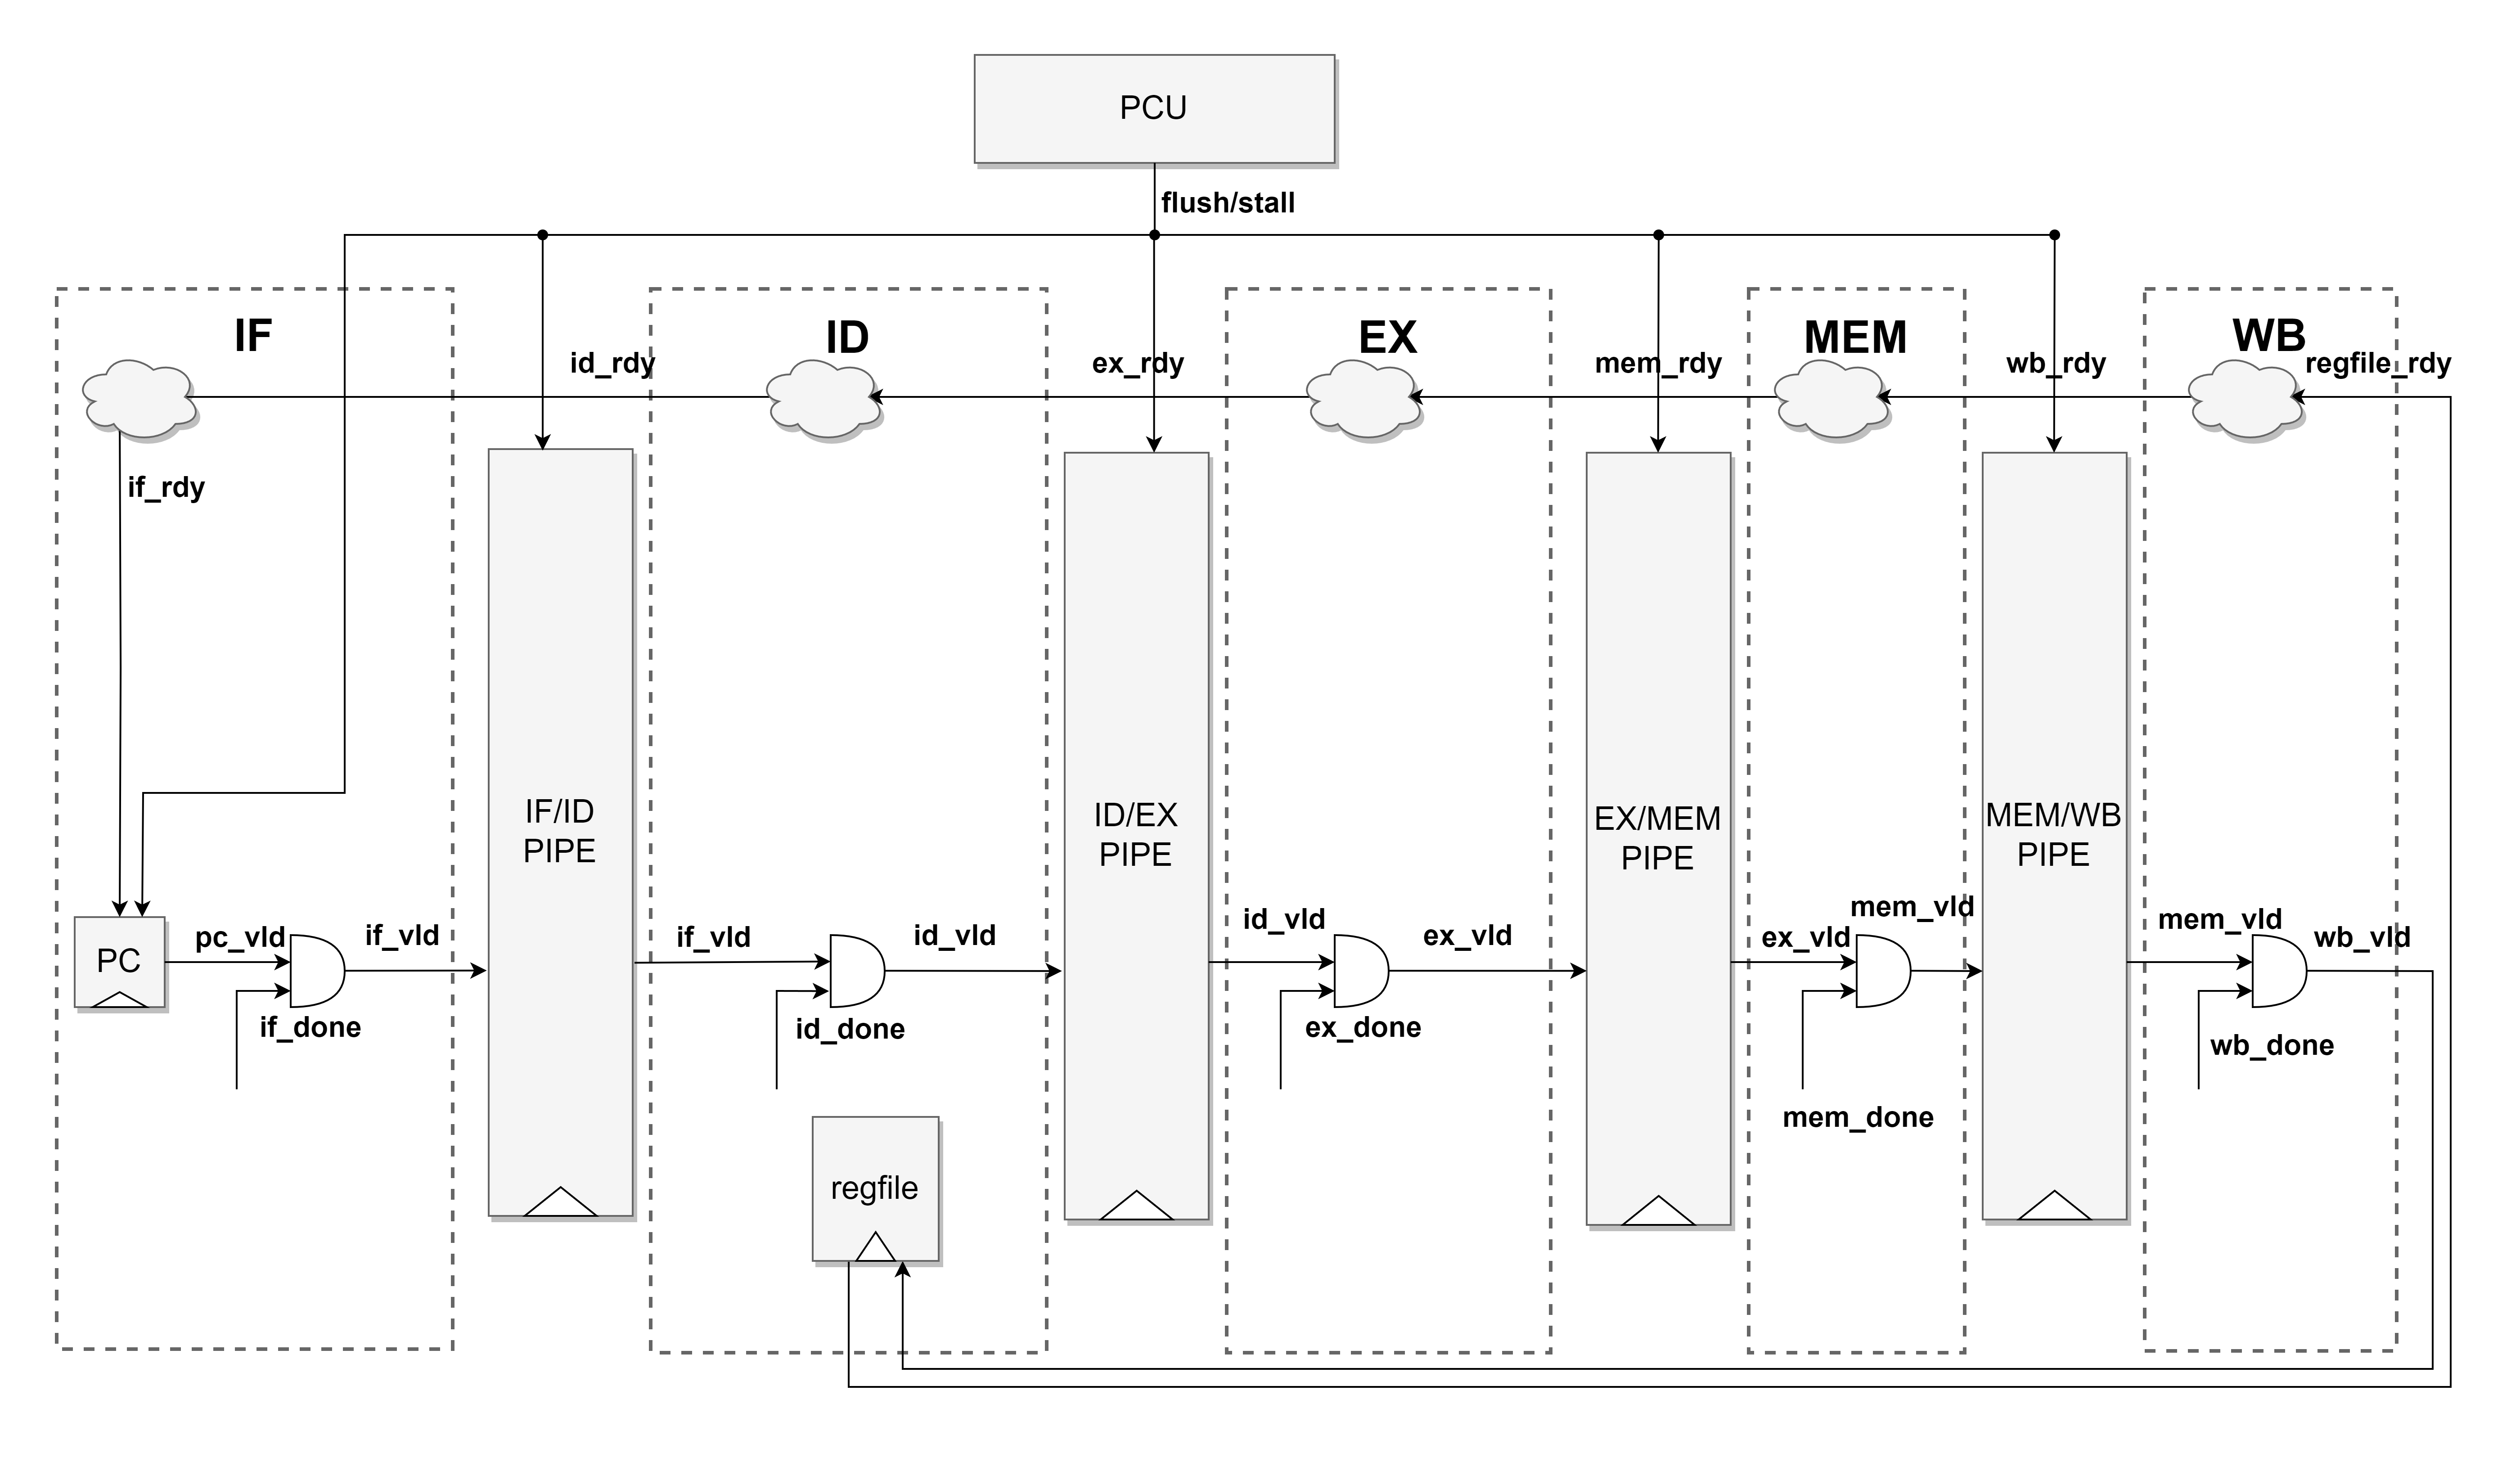 PCU
flush/stall
IF
ID
EX
MEM
WB
id_rdy
ex_rdy
mem_rdy
wb_rdy
regfile_rdy
if_rdy
IF/ID
PIPE
ID/EX
PIPE
EX/MEM
PIPE
MEM/WB
PIPE
PC
pc_vld
if_vld
if_vld
id_vld
id_vld
ex_vld
ex_vld
mem_vld
mem_vld
wb_vld
if_done
id_done
ex_done
mem_done
wb_done
regfile